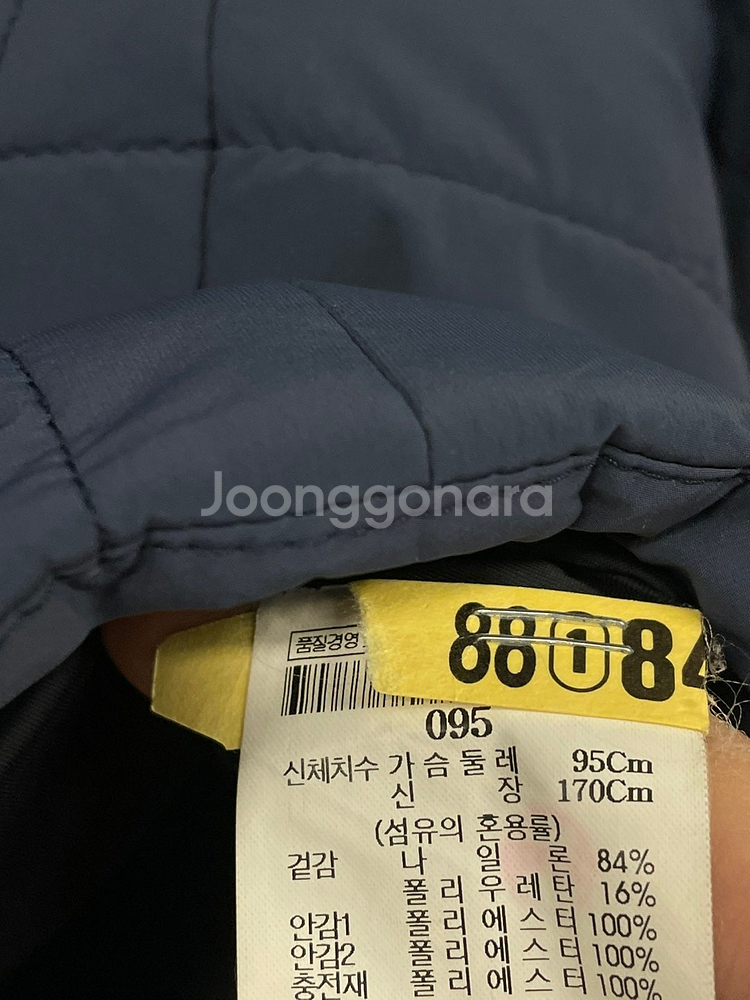 Joonggonara
88 1 84
품질경영
095
신체치수 가 슴 둘 레 95Cm
신 장 170Cm
(섬유의 혼용률)
겉감 나 일 론 84%
폴 리 우 레 탄 16%
안감1 폴 리 에 스 터 100%
안감2 폴 리 에 스 터 100%
충전재 폴 리 에 스 터 100%